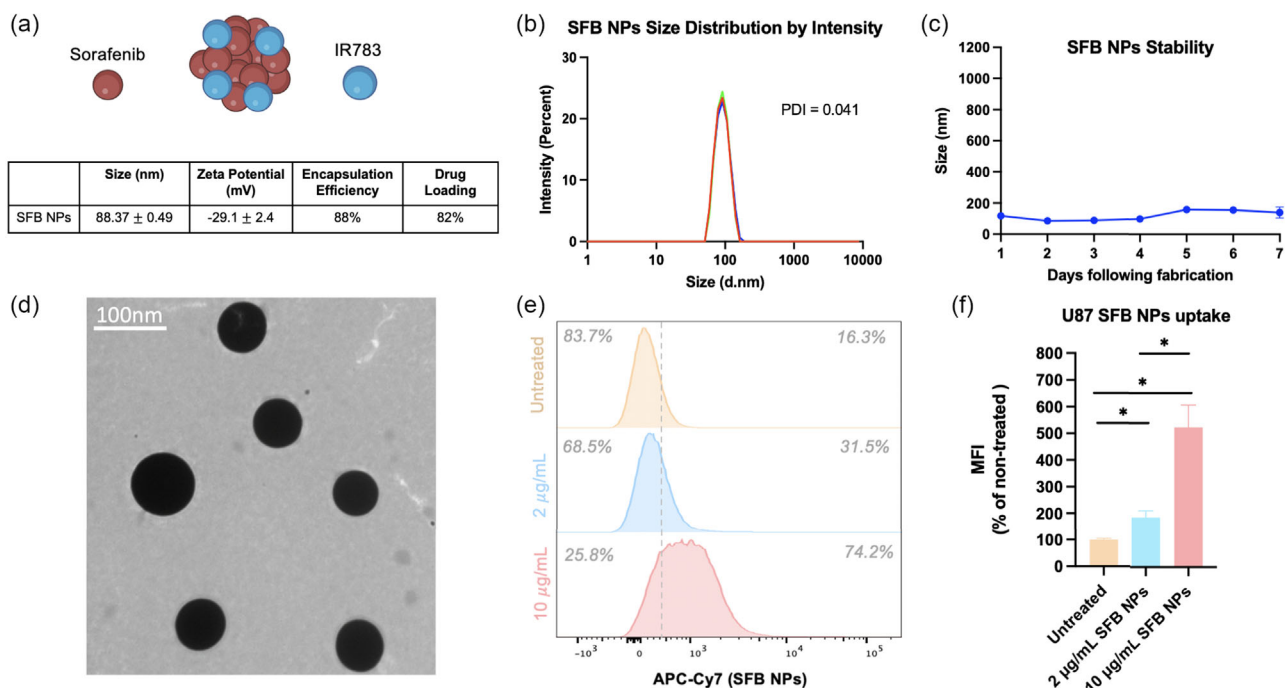 (a)
Sorafenib
IR783
Size (nm)
Zeta Potential
(mV)
Encapsulation
Efficiency
Drug
Loading
SFB NPs
88.37 ± 0.49
-29.1 ± 2.4
88%
82%
(b)
SFB NPs Size Distribution by Intensity
Intensity (Percent)
30
20
10
0
PDI = 0.041
1
10
100
1000
10000
Size (d.nm)
(c)
SFB NPs Stability
Size (nm)
1200
1000
800
600
400
200
0
1
2
3
4
5
6
7
Days following fabrication
(d)
100nm
(e)
Untreated
83.7%
16.3%
2 µg/mL
68.5%
31.5%
10 µg/mL
25.8%
74.2%
-10³
0
10³
10⁴
10⁵
APC-Cy7 (SFB NPs)
(f)
U87 SFB NPs uptake
MFI
(% of non-treated )
800
700
600
500
400
300
200
100
0
*
*
*
Untreated
2 µg/mL SFB NPs
10 µg/mL SFB NPs